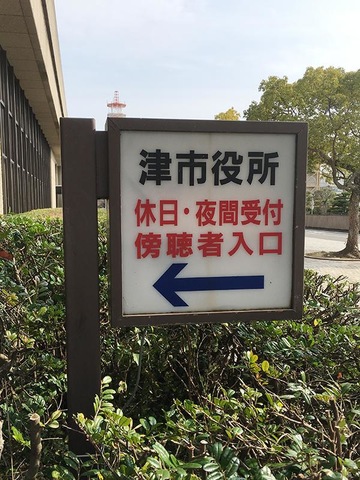 津市役所
休日・夜間受付
傍聴者入口